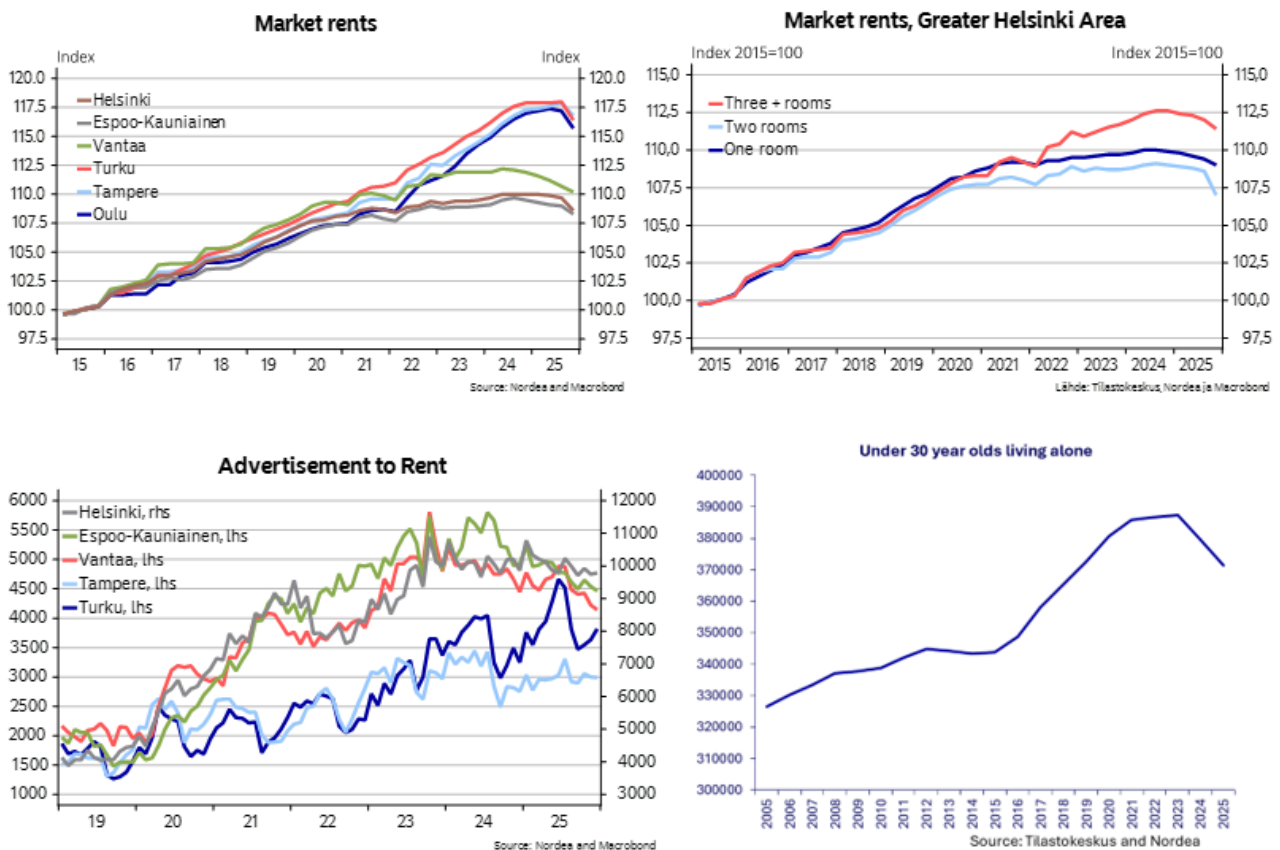 Market rents
Index Index
120.0 120.0
117.5 117.5
115.0 115.0
112.5 112.5
110.0 110.0
107.5 107.5
105.0 105.0
102.5 102.5
100.0 100.0
97.5 97.5
Helsinki
Espoo-Kauniainen
Vantaa
Turku
Tampere
Oulu
15 16 17 18 19 20 21 22 23 24 25
Source: Nordea and Macrobond
Market rents, Greater Helsinki Area
Index 2015=100 Index 2015=100
115,0 115,0
112,5 112,5
110,0 110,0
107,5 107,5
105,0 105,0
102,5 102,5
100,0 100,0
97,5 97,5
Three + rooms
Two rooms
One room
2015 2016 2017 2018 2019 2020 2021 2022 2023 2024 2025
Lähde: Tilastokeskus, Nordea ja Macrobond
Advertisement to Rent
6000 12000
5500 11000
5000 10000
4500 9000
4000 8000
3500 7000
3000 6000
2500 5000
2000 4000
1500 3000
1000
Helsinki, rhs
Espoo-Kauniainen, lhs
Vantaa, lhs
Tampere, lhs
Turku, lhs
19 20 21 22 23 24 25
Source: Nordea and Macrobond
Under 30 year olds living alone
400000
390000
380000
370000
360000
350000
340000
330000
320000
310000
300000
2005 2006 2007 2008 2009 2010 2011 2012 2013 2014 2015 2016 2017 2018 2019 2020 2021 2022 2023 2024 2025
Source: Tilastokeskus and Nordea